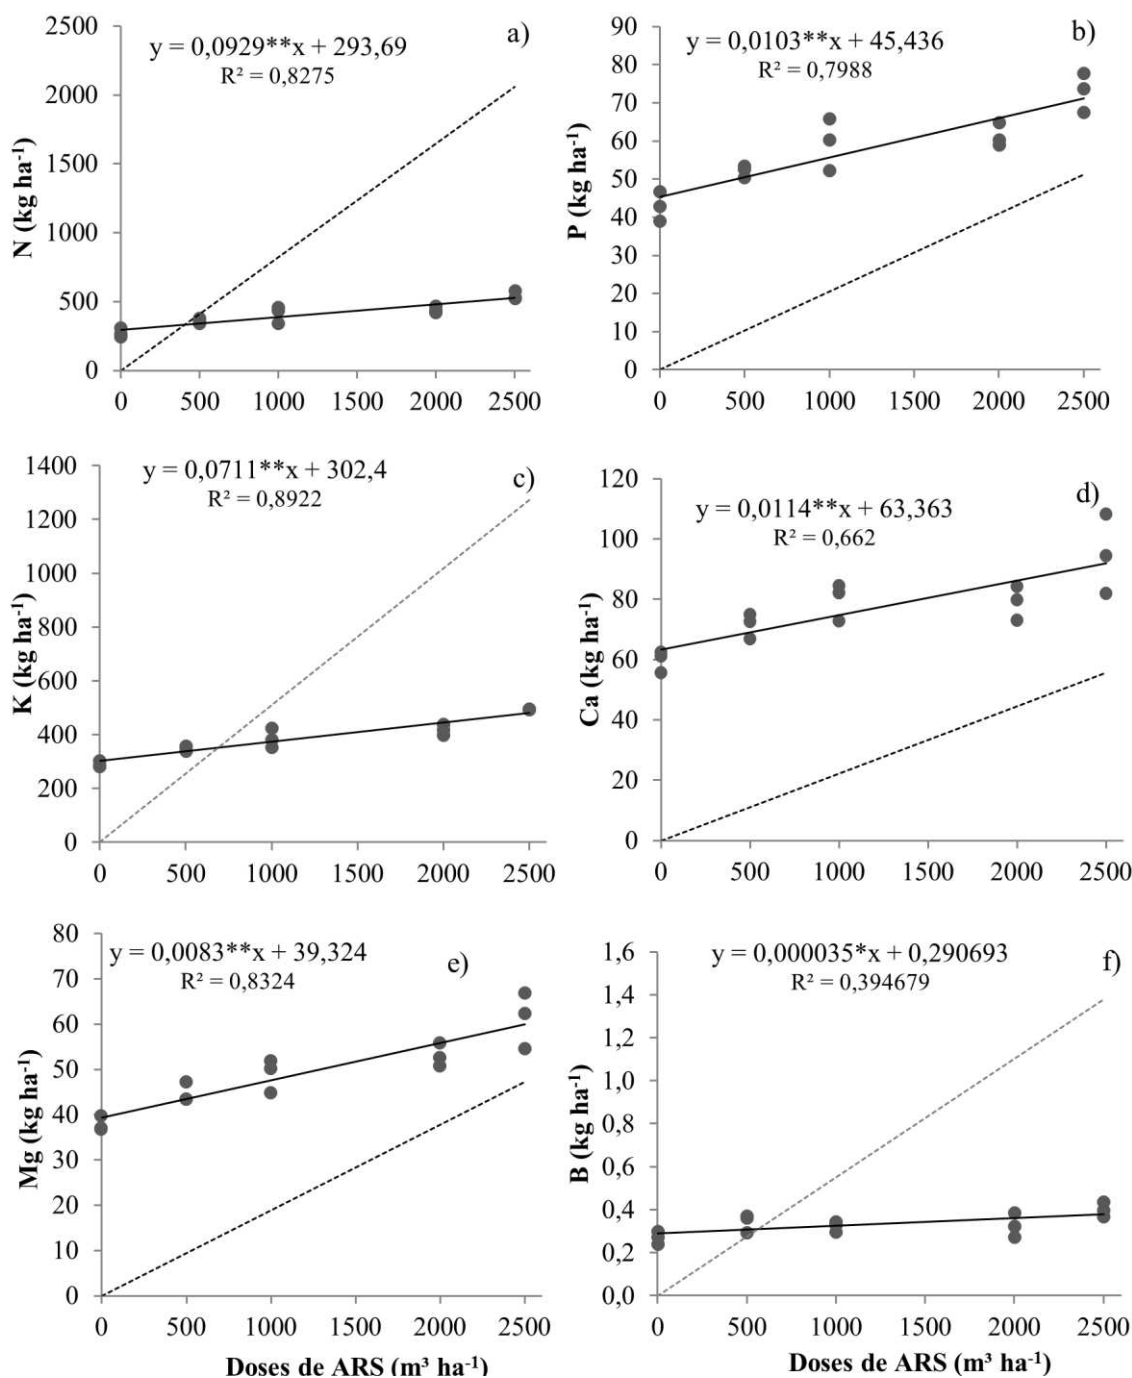 a)
y = 0,0929**x + 293,69
R² = 0,8275
N (kg ha⁻¹)
2500
2000
1500
1000
500
0
0 500 1000 1500 2000 2500
b)
y = 0,0103**x + 45,436
R² = 0,7988
P (kg ha⁻¹)
90
80
70
60
50
40
30
20
10
0
0 500 1000 1500 2000 2500
c)
y = 0,0711**x + 302,4
R² = 0,8922
K (kg ha⁻¹)
1400
1200
1000
800
600
400
200
0
0 500 1000 1500 2000 2500
d)
y = 0,0114**x + 63,363
R² = 0,662
Ca (kg ha⁻¹)
120
100
80
60
40
20
0
0 500 1000 1500 2000 2500
e)
y = 0,0083**x + 39,324
R² = 0,8324
Mg (kg ha⁻¹)
80
70
60
50
40
30
20
10
0
0 500 1000 1500 2000 2500
Doses de ARS (m³ ha⁻¹)
f)
y = 0,000035*x + 0,290693
R² = 0,394679
B (kg ha⁻¹)
1,6
1,4
1,2
1,0
0,8
0,6
0,4
0,2
0,0
0 500 1000 1500 2000 2500
Doses de ARS (m³ ha⁻¹)